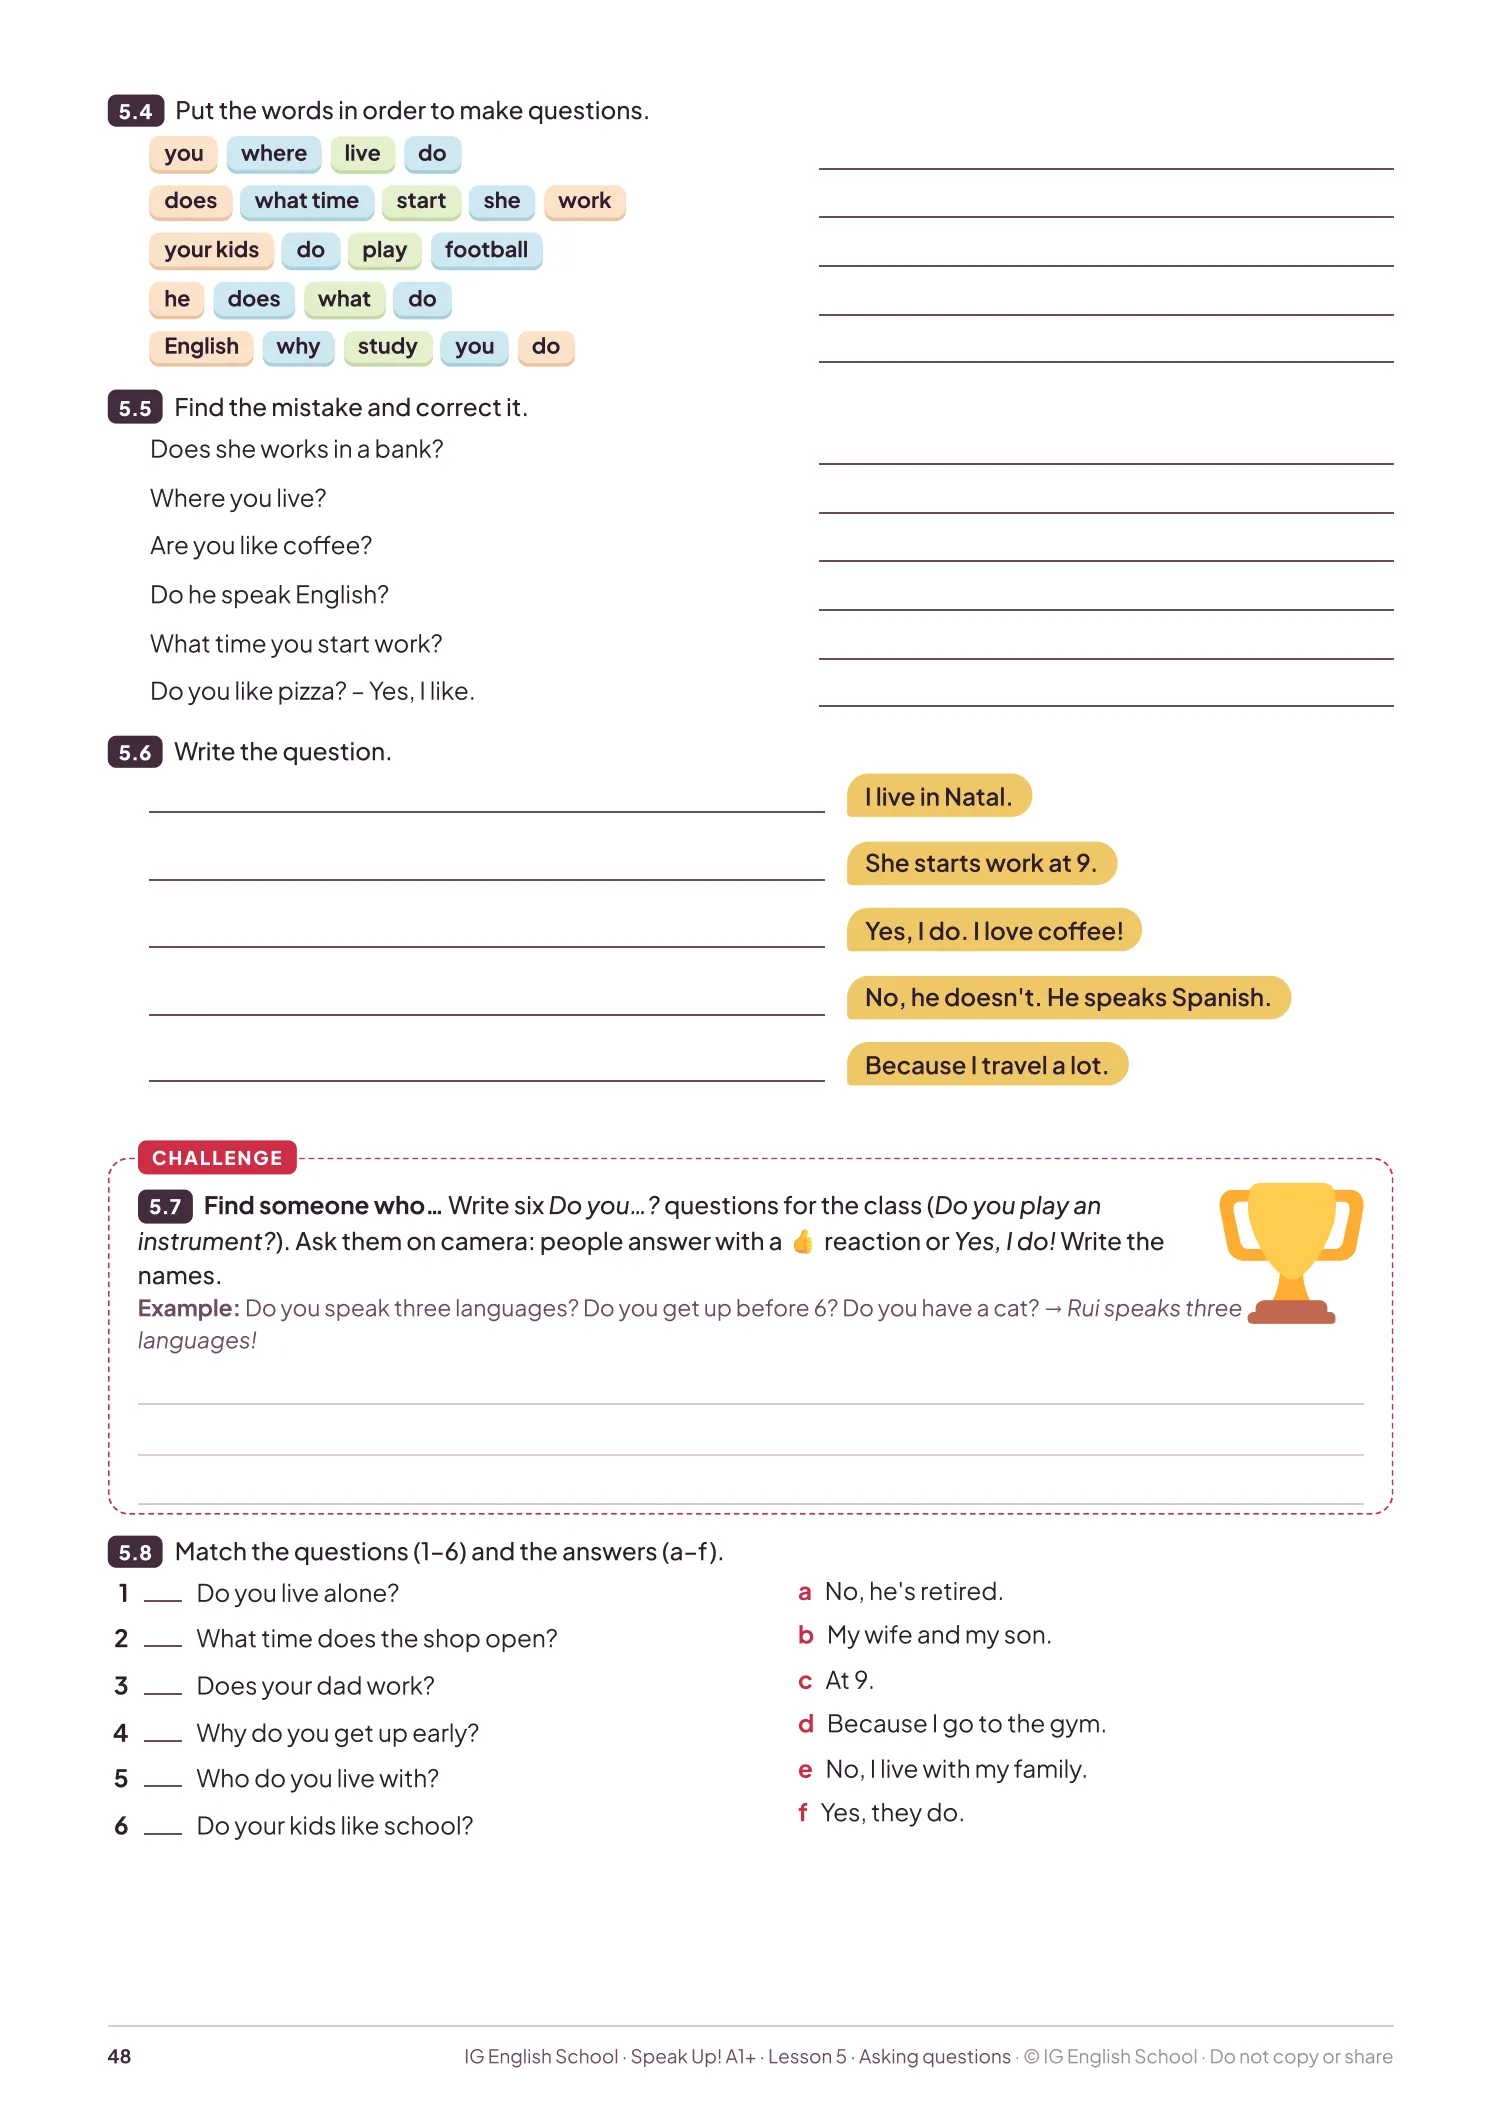 5.4 Put the words in order to make questions.
you where live do
does what time start she work
your kids do play football
he does what do
English why study you do
5.5 Find the mistake and correct it.
Does she works in a bank?
Where you live?
Are you like coffee?
Do he speak English?
What time you start work?
Do you like pizza? – Yes, I like.
5.6 Write the question.
I live in Natal.
She starts work at 9.
Yes, I do. I love coffee!
No, he doesn't. He speaks Spanish.
Because I travel a lot.
CHALLENGE
5.7 Find someone who… Write six Do you…? questions for the class (Do you play an
instrument?). Ask them on camera: people answer with a 👍 reaction or Yes, I do! Write the
names.
Example: Do you speak three languages? Do you get up before 6? Do you have a cat? → Rui speaks three
languages!
5.8 Match the questions (1–6) and the answers (a–f).
1 ___ Do you live alone?
2 ___ What time does the shop open?
3 ___ Does your dad work?
4 ___ Why do you get up early?
5 ___ Who do you live with?
6 ___ Do your kids like school?
a No, he's retired.
b My wife and my son.
c At 9.
d Because I go to the gym.
e No, I live with my family.
f Yes, they do.
48 IG English School · Speak Up! A1+ · Lesson 5 · Asking questions · © IG English School · Do not copy or share